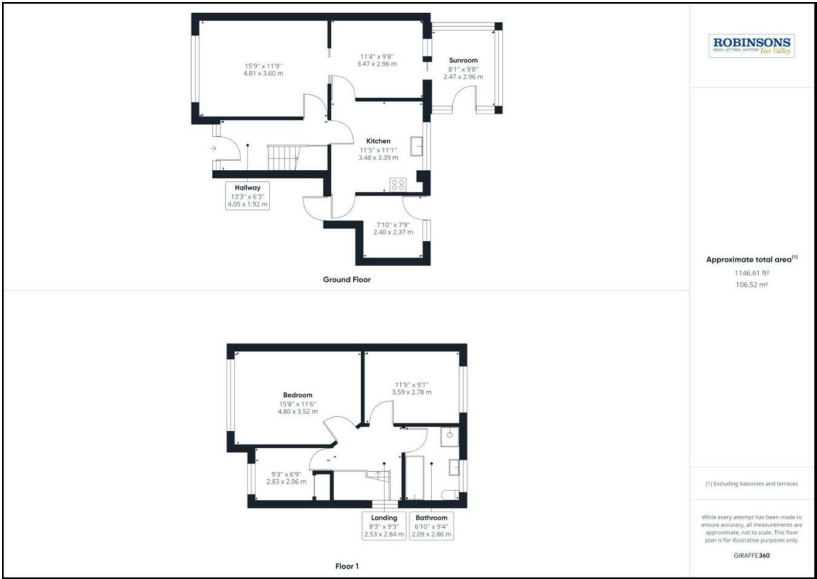 15'9" x 11'9"
4.81 x 3.60 m
11'4" x 9'8"
3.47 x 2.96 m
Sunroom
8'1" x 9'8"
2.47 x 2.96 m
Kitchen
11'5" x 11'1"
3.48 x 3.39 m
Hallway
13'3" x 6'3"
4.05 x 1.92 m
7'10" x 7'9"
2.40 x 2.37 m
Ground Floor
Bedroom
15'8" x 11'6"
4.80 x 3.52 m
11'9" x 9'1"
3.59 x 2.78 m
9'3" x 6'9"
2.83 x 2.06 m
Landing
8'3" x 9'3"
2.53 x 2.84 m
Bathroom
6'10" x 9'4"
2.09 x 2.86 m
Floor 1
ROBINSONS
SALES LETTINGS AUCTIONS Tees Valley
Approximate total area(1)
1146.61 ft²
106.52 m²
(1) Excluding balconies and terraces
While every attempt has been made to
ensure accuracy, all measurements are
approximate, not to scale. This floor
plan is for illustrative purposes only.
GIRAFFE360